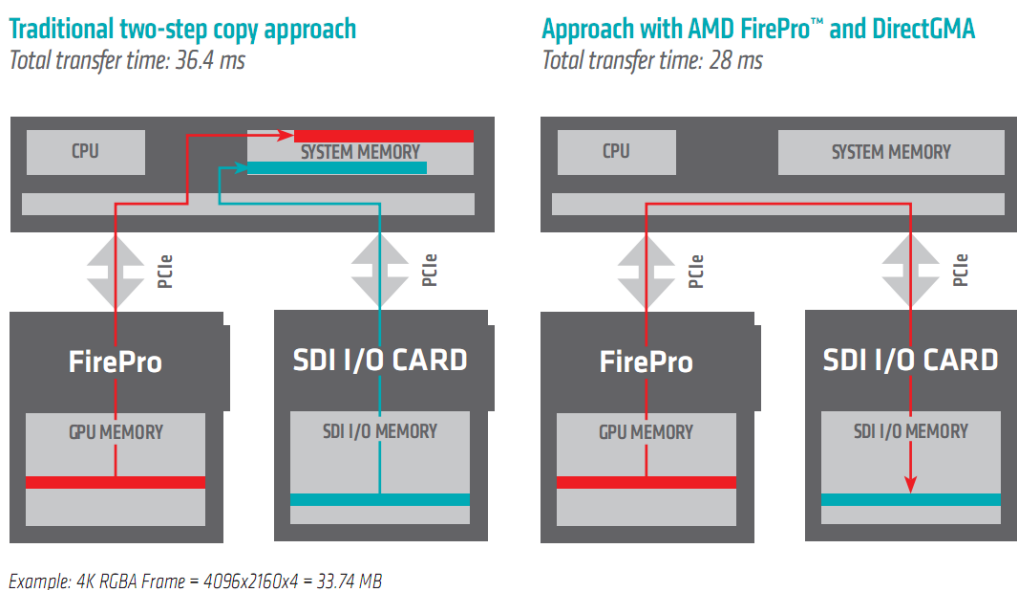 Traditional two-step copy approach
Total transfer time: 36.4 ms
CPU
SYSTEM MEMORY
PCIe
PCIe
FirePro
SDI I/O CARD
GPU MEMORY
SDI I/O MEMORY
Approach with AMD FirePro™ and DirectGMA
Total transfer time: 28 ms
CPU
SYSTEM MEMORY
PCIe
PCIe
FirePro
SDI I/O CARD
GPU MEMORY
SDI I/O MEMORY
Example: 4K RGBA Frame = 4096x2160x4 = 33.74 MB